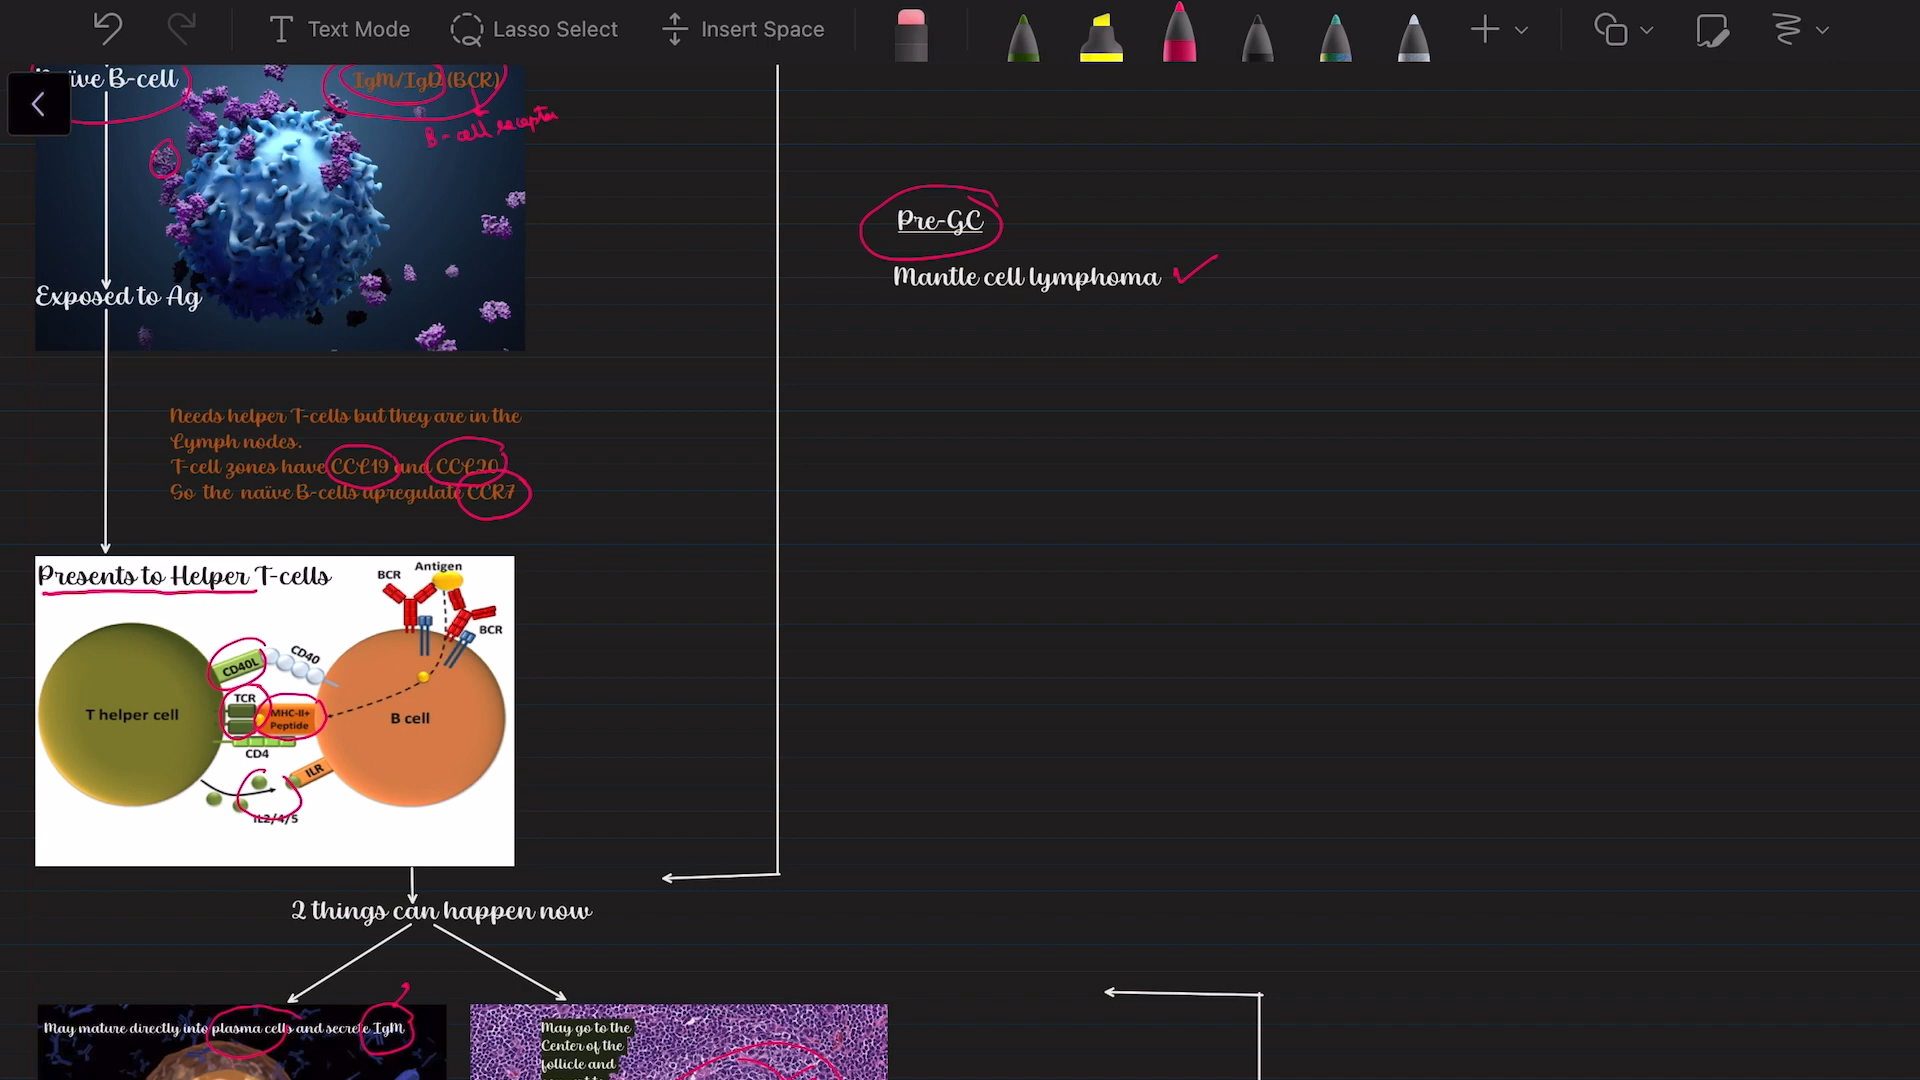 Text Mode
Lasso Select
Insert Space
ïve B-cell
IgM/IgD (BCR)
B-cell receptor
Exposed to Ag
Pre-GC
Mantle cell lymphoma
Needs helper T-cells but they are in the
Lymph nodes.
T-cell zones have CCL19 and CCL20
So the naïve B-cells upregulate CCR7
Presents to Helper T-cells
Antigen
BCR
BCR
CD40
CD40L
TCR
MHC-II+
Peptide
T helper cell
B cell
CD4
ILR
IL2/4/5
2 things can happen now
May mature directly into plasma cells and secrete IgM
May go to the
Center of the
follicle and